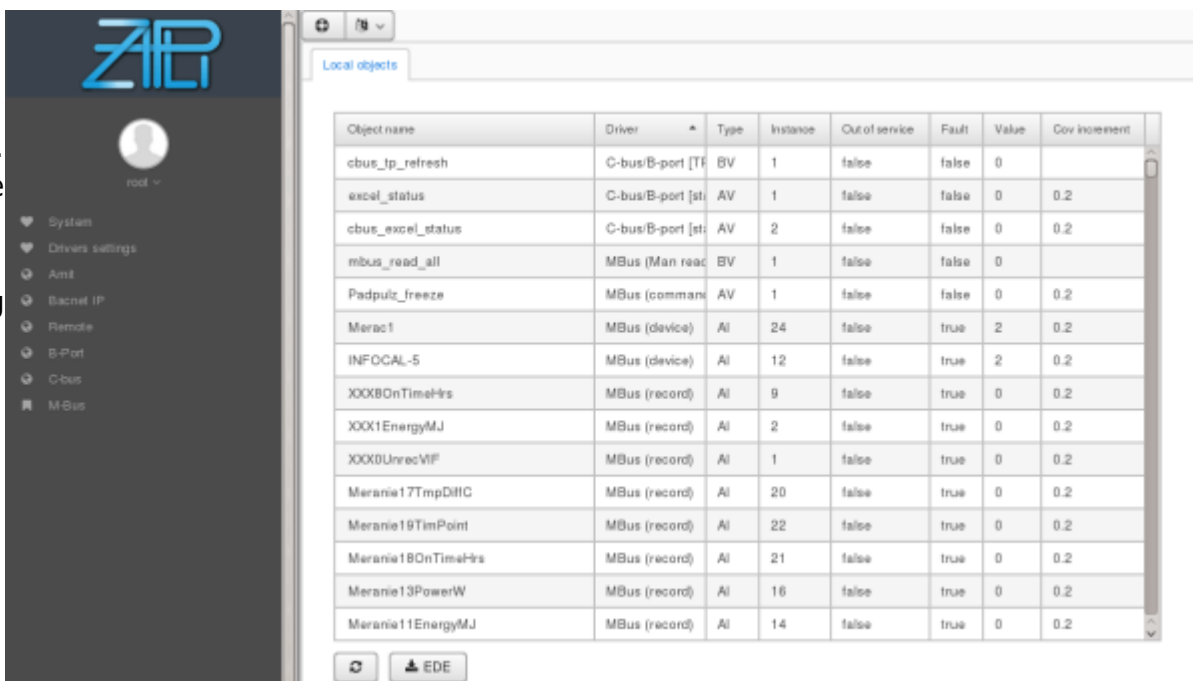 ZAPLI
root
System
Drivers settings
Amit
Bacnet IP
Remote
B-Port
C-bus
M-Bus
Local objects
Object name Driver Type Instance Out of service Fault Value Cov increment
cbus_tp_refresh C-bus/B-port [TF BV 1 false false 0
excel_status C-bus/B-port [st AV 1 false false 0 0.2
cbus_excel_status C-bus/B-port [st AV 2 false false 0 0.2
mbus_read_all MBus (Man read BV 1 false false 0
Padpulz_freeze MBus (command AV 1 false false 0 0.2
Merac1 MBus (device) AI 24 false true 2 0.2
INFOCAL-5 MBus (device) AI 12 false true 2 0.2
XXX8OnTimeHrs MBus (record) AI 9 false true 0 0.2
XXX1EnergyMJ MBus (record) AI 2 false true 0 0.2
XXX0UnrecVIF MBus (record) AI 1 false true 0 0.2
Meranie17TmpDiffC MBus (record) AI 20 false true 0 0.2
Meranie19TimPoint MBus (record) AI 22 false true 0 0.2
Meranie18OnTimeHrs MBus (record) AI 21 false true 0 0.2
Meranie13PowerW MBus (record) AI 16 false true 0 0.2
Meranie11EnergyMJ MBus (record) AI 14 false true 0 0.2
EDE